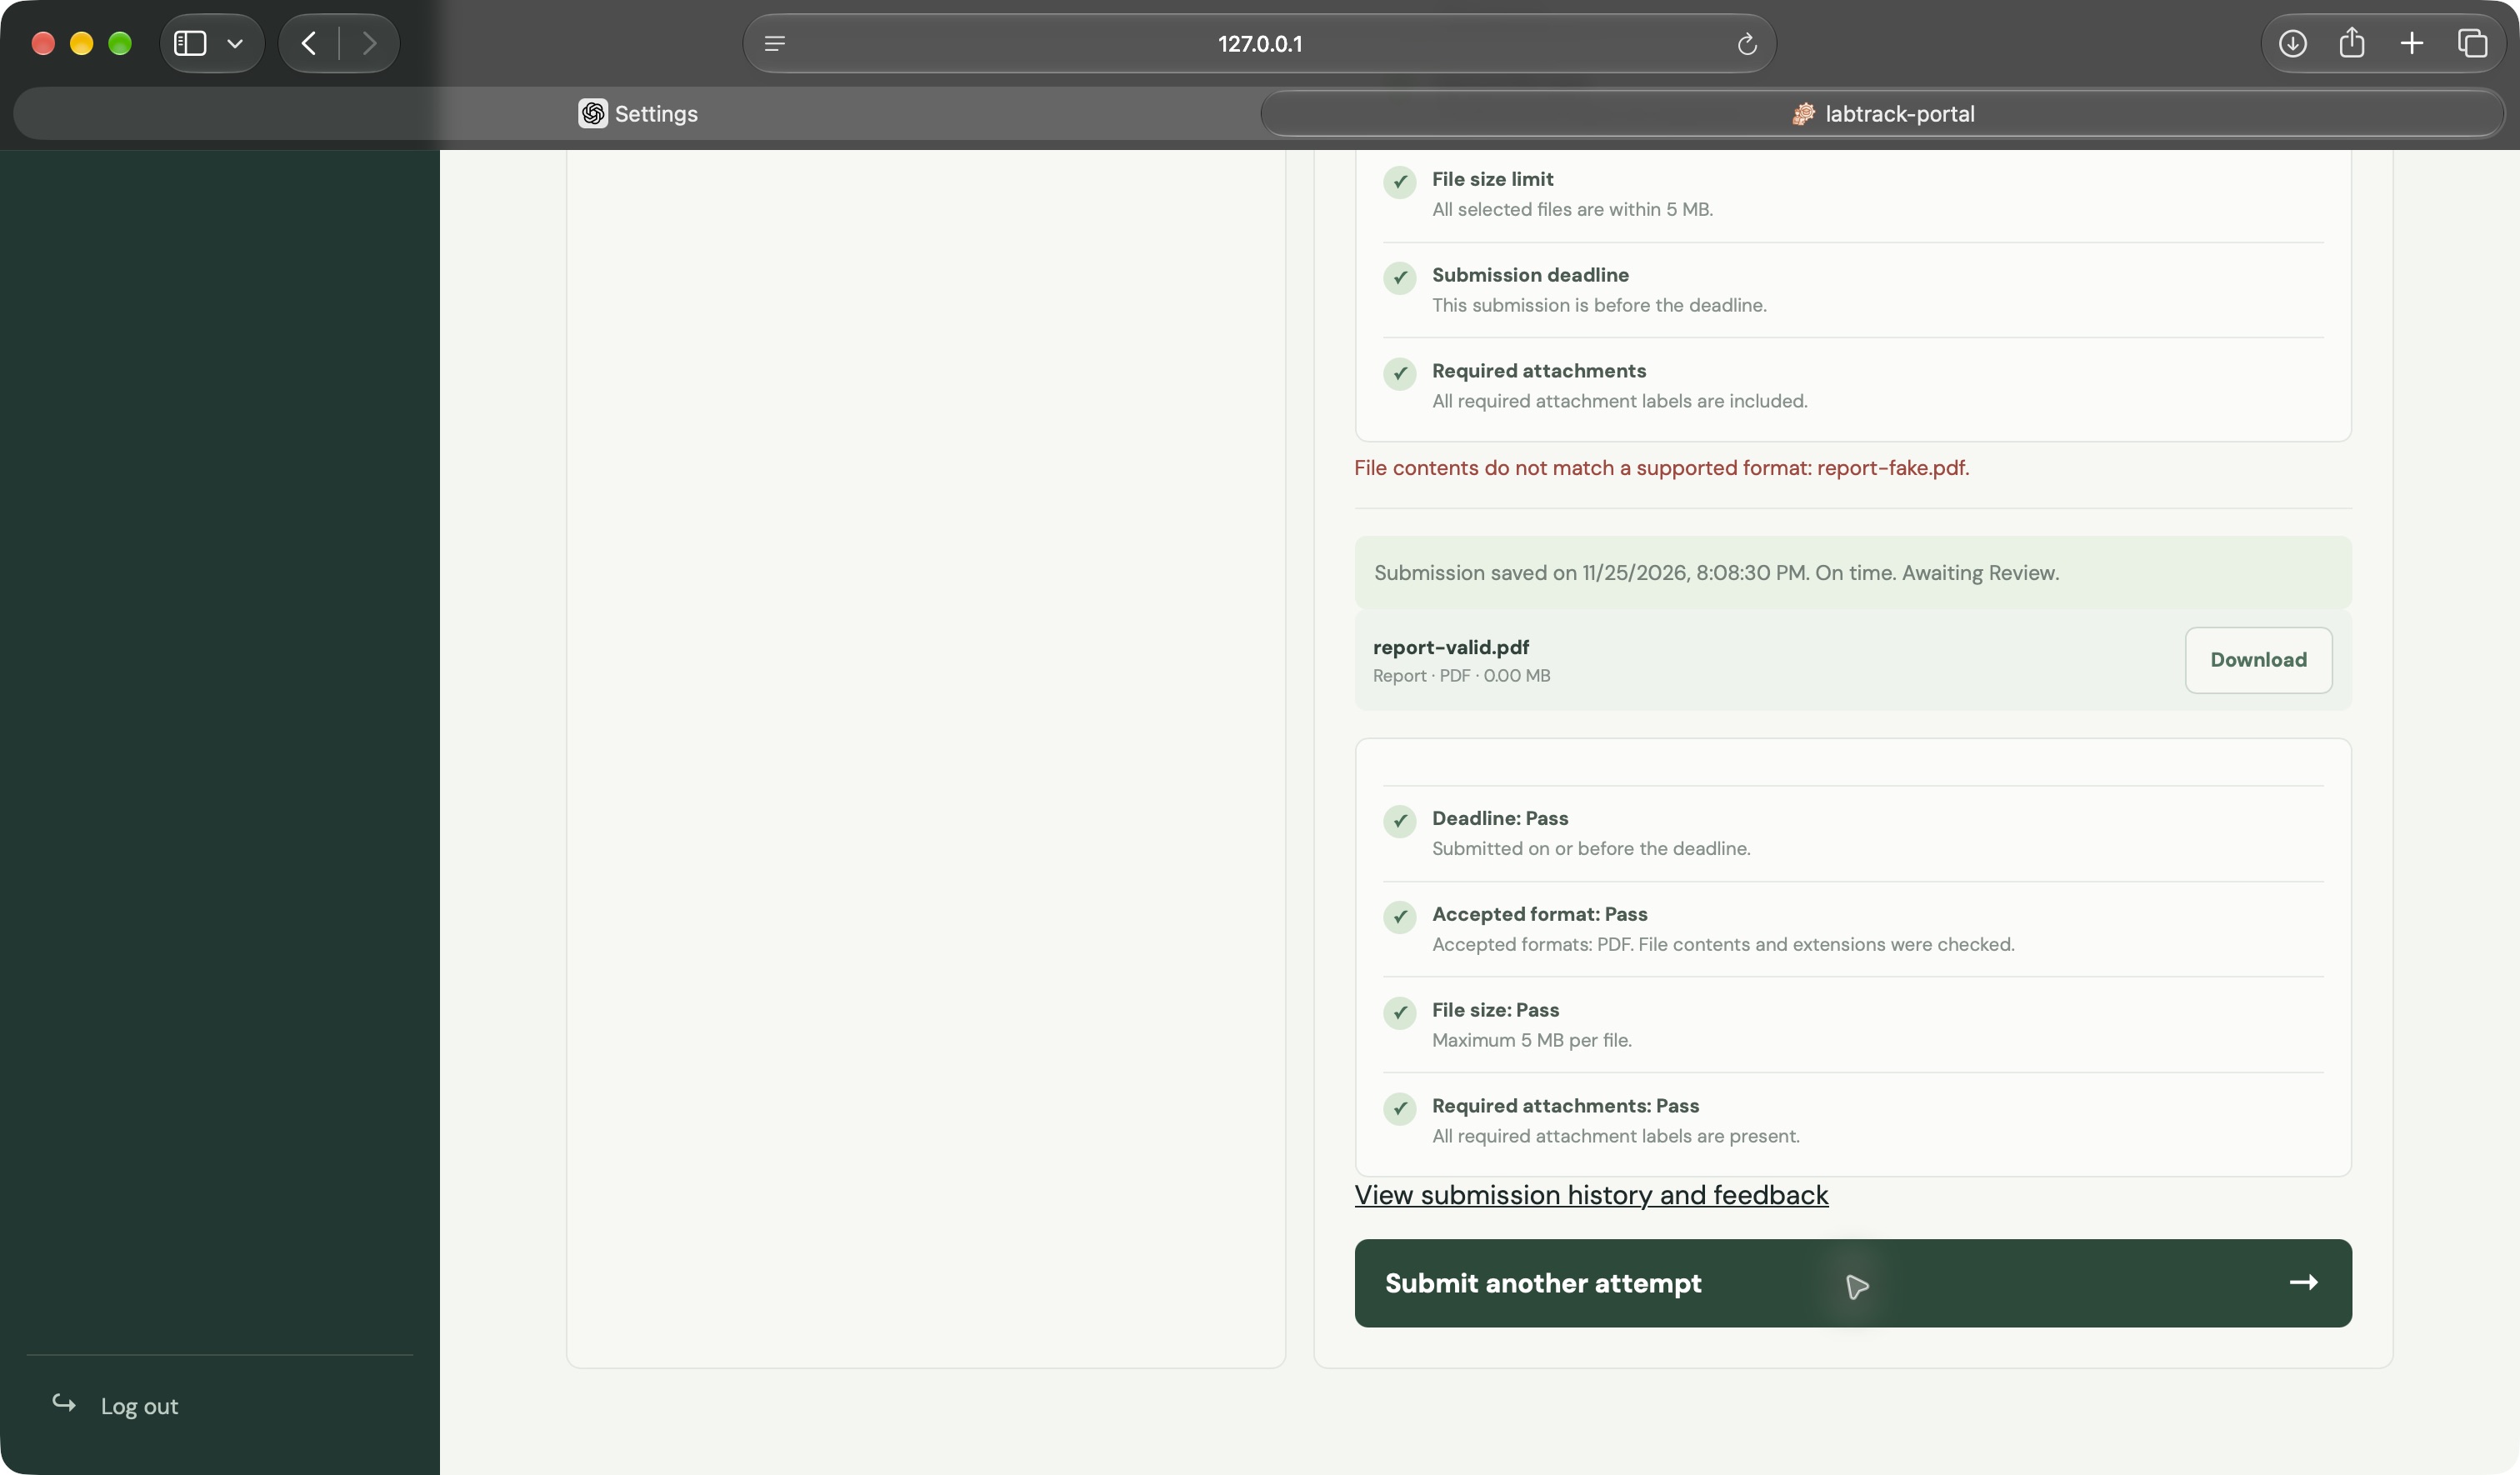 127.0.0.1
Settings
labtrack-portal
File size limit
All selected files are within 5 MB.
Submission deadline
This submission is before the deadline.
Required attachments
All required attachment labels are included.
File contents do not match a supported format: report-fake.pdf.
Submission saved on 11/25/2026, 8:08:30 PM. On time. Awaiting Review.
report-valid.pdf
Report · PDF · 0.00 MB
Download
Deadline: Pass
Submitted on or before the deadline.
Accepted format: Pass
Accepted formats: PDF. File contents and extensions were checked.
File size: Pass
Maximum 5 MB per file.
Required attachments: Pass
All required attachment labels are present.
View submission history and feedback
Submit another attempt
Log out